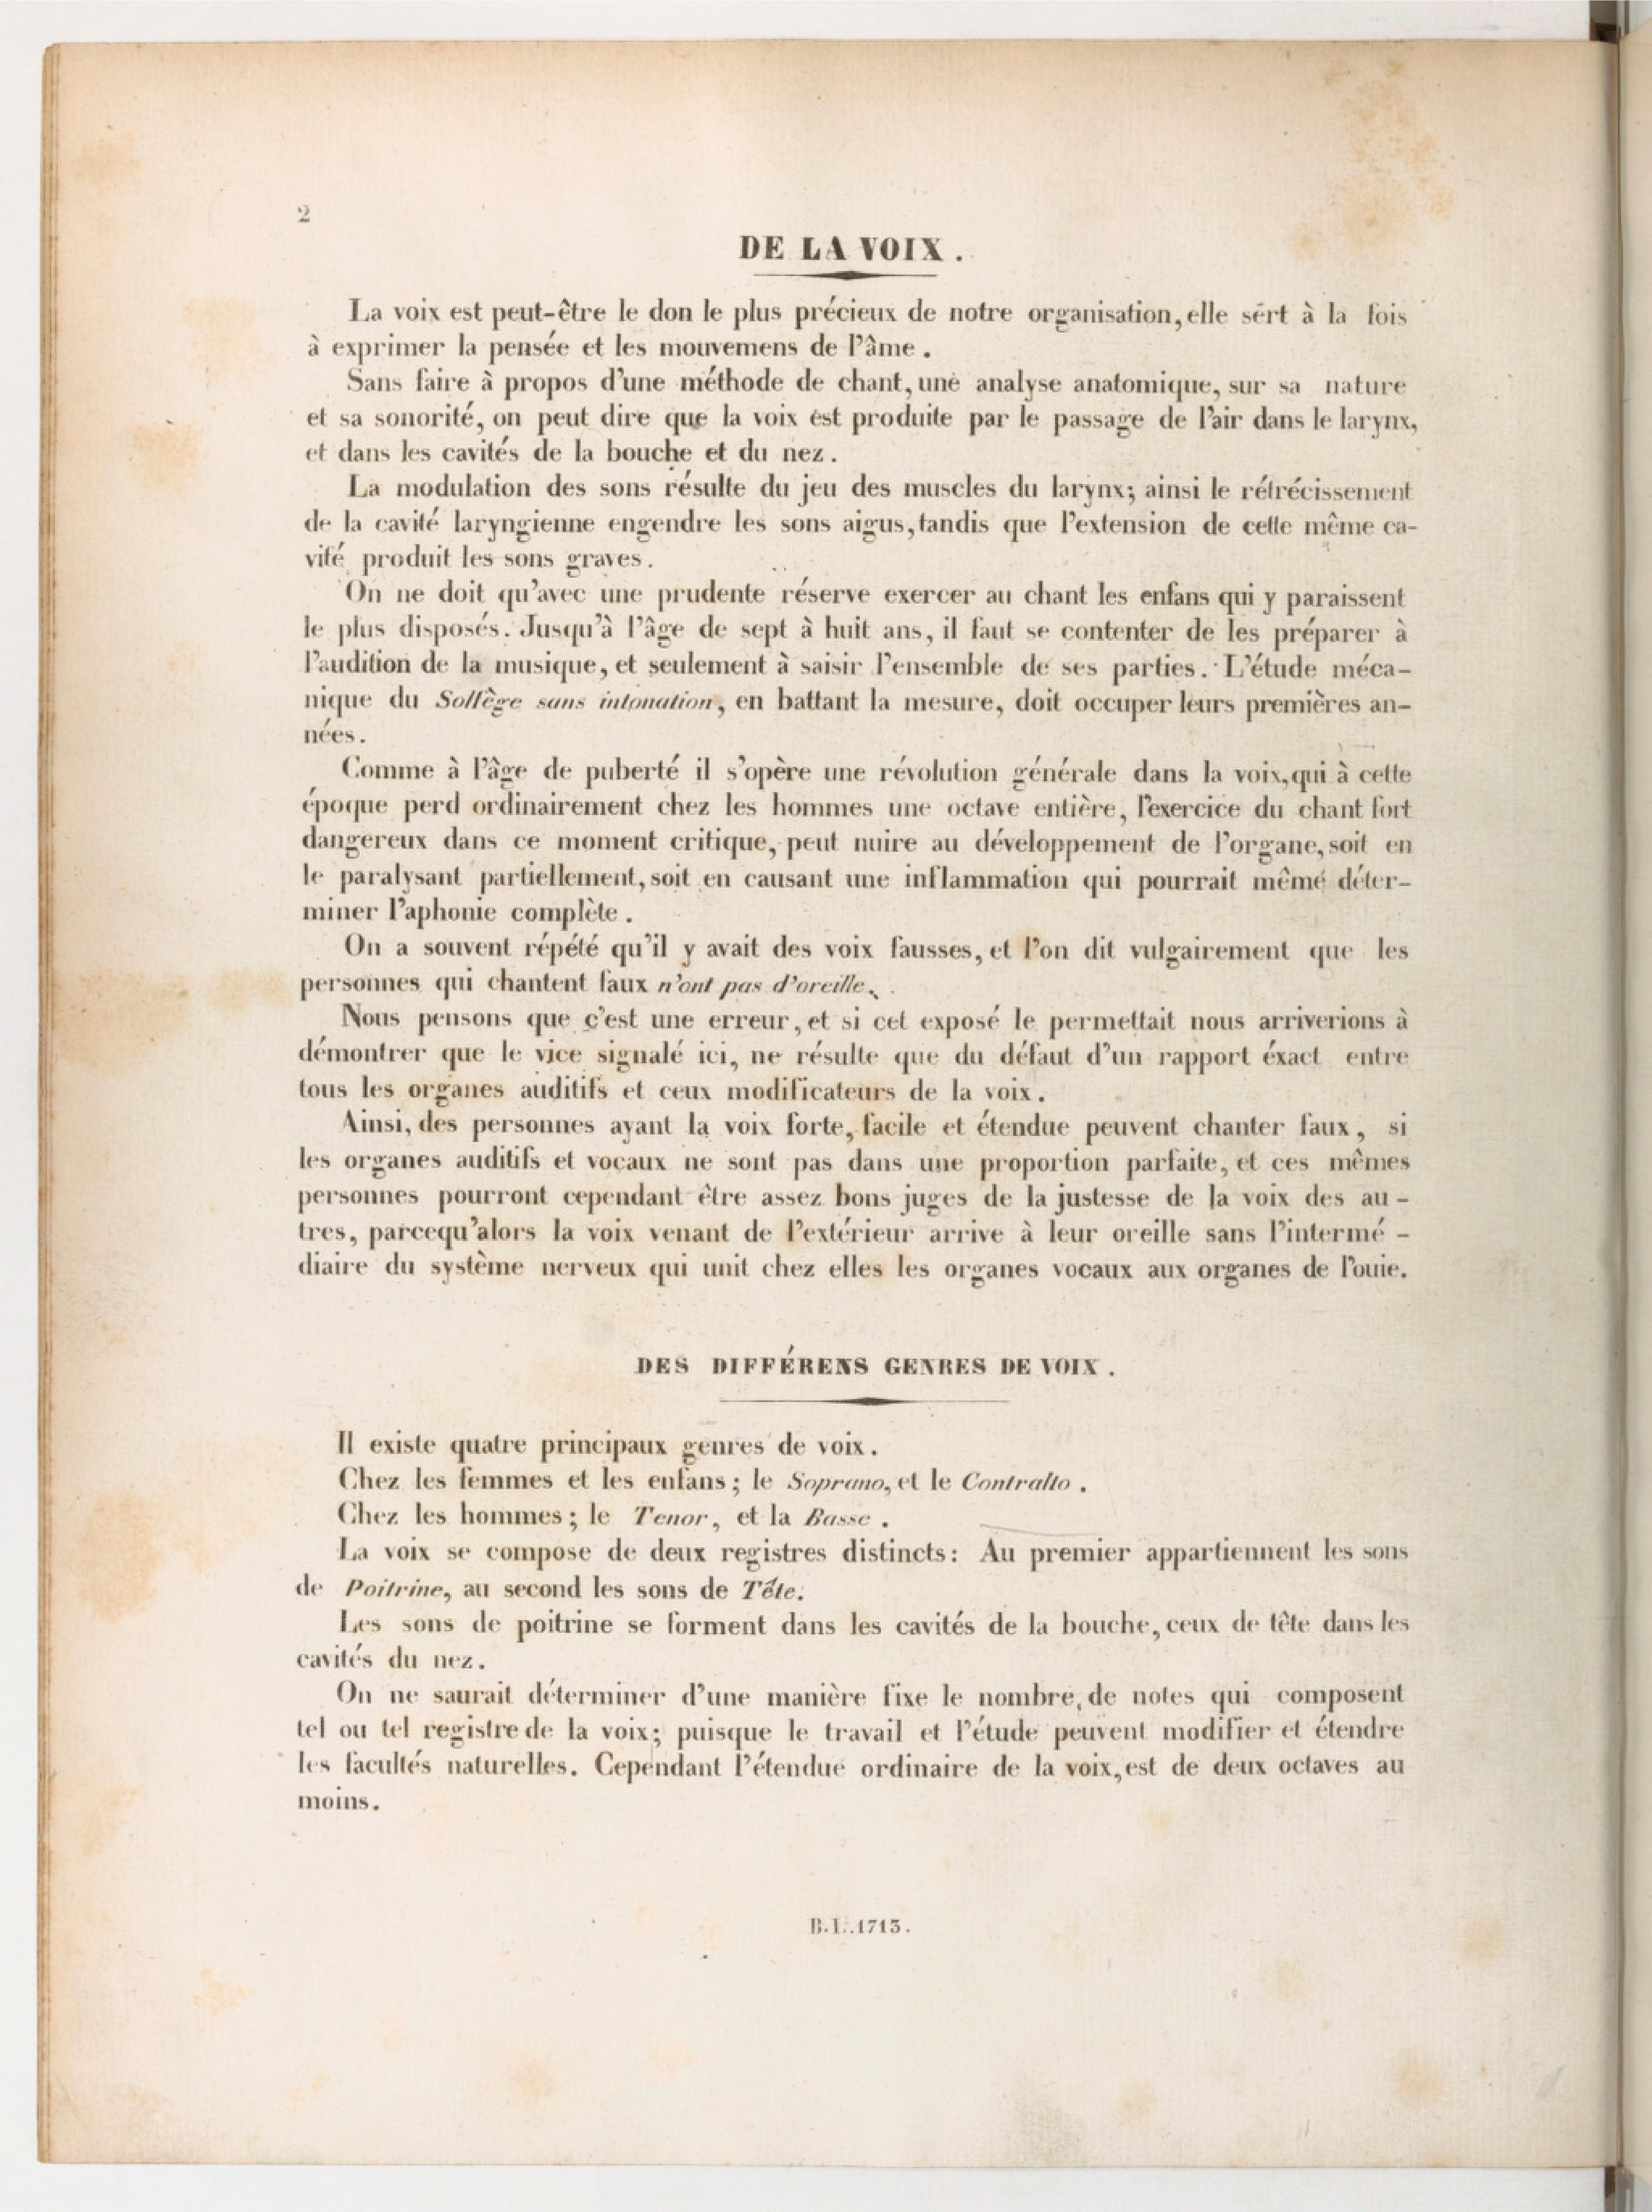 2
DE LA VOIX .
La voix est peut-être le don le plus précieux de notre organisation, elle sert à la fois
à exprimer la pensée et les mouvemens de l'âme .
Sans faire à propos d'une méthode de chant, une analyse anatomique, sur sa nature
et sa sonorité, on peut dire que la voix est produite par le passage de l'air dans le larynx,
et dans les cavités de la bouche et du nez .
La modulation des sons résulte du jeu des muscles du larynx; ainsi le rétrécissement
de la cavité laryngienne engendre les sons aigus, tandis que l'extension de cette même ca-
vité produit les sons graves .
On ne doit qu'avec une prudente réserve exercer au chant les enfans qui y paraissent
le plus disposés. Jusqu'à l'âge de sept à huit ans, il faut se contenter de les préparer à
l'audition de la musique, et seulement à saisir l'ensemble de ses parties. L'étude méca-
nique du Solfège sans intonation, en battant la mesure, doit occuper leurs premières an-
nées .
Comme à l'âge de puberté il s'opère une révolution générale dans la voix, qui à cette
époque perd ordinairement chez les hommes une octave entière, l'exercice du chant fort
dangereux dans ce moment critique, peut nuire au développement de l'organe, soit en
le paralysant partiellement, soit en causant une inflammation qui pourrait même déter-
miner l'aphonie complète .
On a souvent répété qu'il y avait des voix fausses, et l'on dit vulgairement que les
personnes qui chantent faux n'ont pas d'oreille.
Nous pensons que c'est une erreur, et si cet exposé le permettait nous arriverions à
démontrer que le vice signalé ici, ne résulte que du défaut d'un rapport éxact entre
tous les organes auditifs et ceux modificateurs de la voix .
Ainsi, des personnes ayant la voix forte, facile et étendue peuvent chanter faux, si
les organes auditifs et vocaux ne sont pas dans une proportion parfaite, et ces mêmes
personnes pourront cependant être assez bons juges de la justesse de la voix des au -
tres, parcequ'alors la voix venant de l'extérieur arrive à leur oreille sans l'intermé -
diaire du système nerveux qui unit chez elles les organes vocaux aux organes de l'ouie.
DES DIFFÉRENS GENRES DE VOIX .
Il existe quatre principaux genres de voix .
Chez les femmes et les enfans ; le Soprano, et le Contralto .
Chez les hommes ; le Tenor, et la Basse .
La voix se compose de deux registres distincts : Au premier appartiennent les sons
de Poitrine, au second les sons de Tête.
Les sons de poitrine se forment dans les cavités de la bouche, ceux de tête dans les
cavités du nez .
On ne saurait déterminer d'une manière fixe le nombre, de notes qui composent
tel ou tel registre de la voix; puisque le travail et l'étude peuvent modifier et étendre
les facultés naturelles. Cependant l'étendue ordinaire de la voix, est de deux octaves au
moins .
B.L.1713.